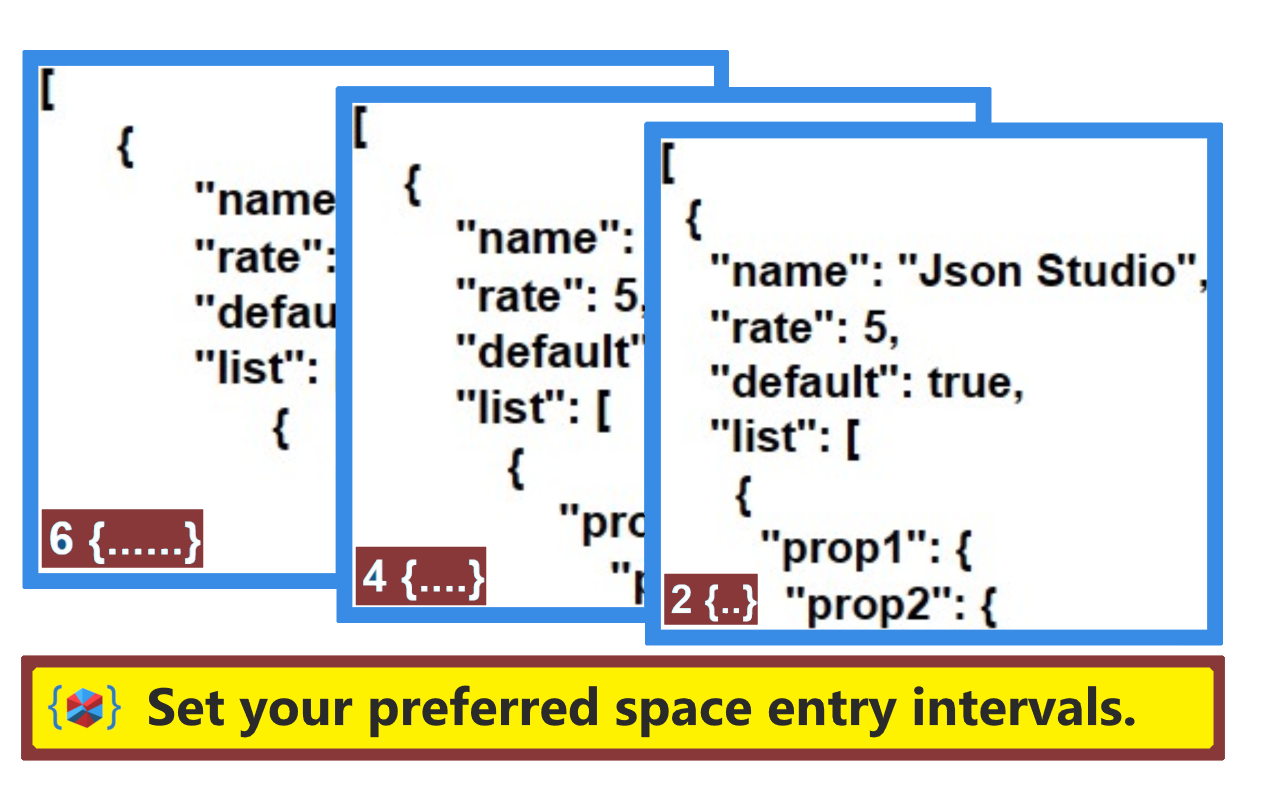 [
{
"name
"rate":
"defau
"list":
{
6 {......}
[
{
"name":
"rate": 5,
"default"
"list": [
{
"pro
"p
4 {....}
[
{
"name": "Json Studio",
"rate": 5,
"default": true,
"list": [
{
"prop1": {
"prop2": {
2 {..}
Set your preferred space entry intervals.